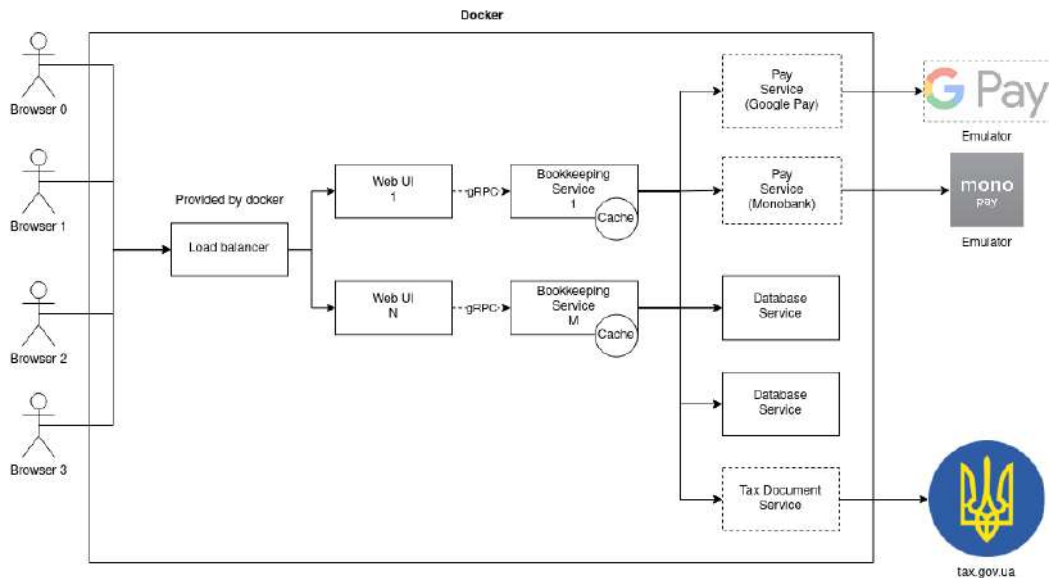 Docker
Browser 0
Browser 1
Browser 2
Browser 3
Provided by docker
Load balancer
Web UI
1
gRPC
Bookkeeping
Service
1
Cache
Web UI
N
gRPC
Bookkeeping
Service
M
Cache
Pay
Service
(Google Pay)
Pay
Service
(Monobank)
Database
Service
Database
Service
Tax Document
Service
G Pay
Emulator
mono
pay
Emulator
tax.gov.ua